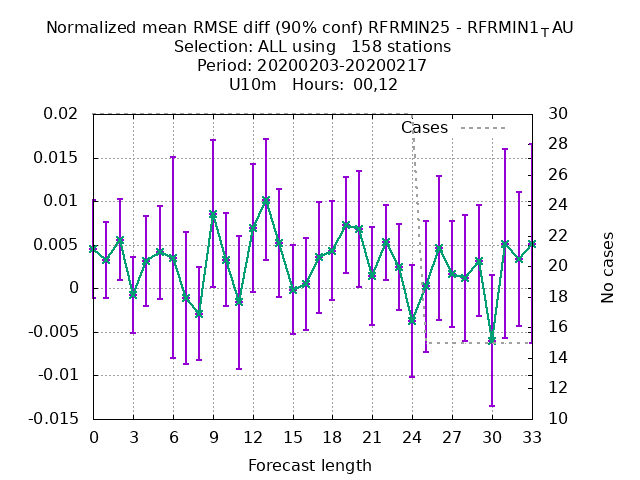 Normalized mean RMSE diff (90% conf) RFRMIN25 - RFRMIN1TAU
Selection: ALL using   158 stations
Period: 20200203-20200217
U10m   Hours:  00,12
Cases
0.02
0.015
0.01
0.005
0
-0.005
-0.01
-0.015
30
28
26
24
22
20
18
16
14
12
10
No cases
0 3 6 9 12 15 18 21 24 27 30 33
Forecast length